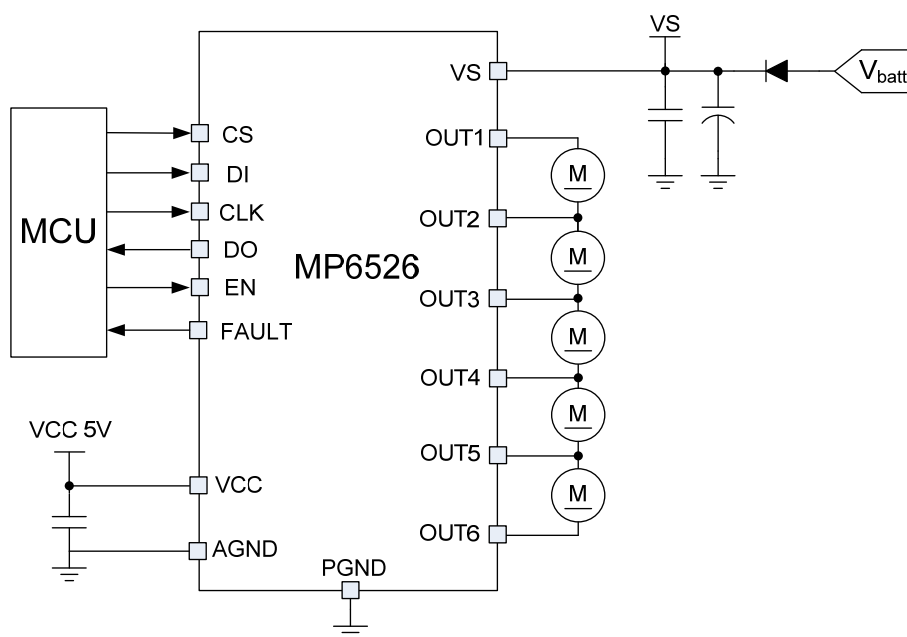 VS
VS
V_batt
OUT1
CS
M
DI
CLK
OUT2
MCU
DO
M
MP6526
EN
OUT3
FAULT
M
OUT4
M
VCC 5V
OUT5
VCC
M
OUT6
AGND
PGND